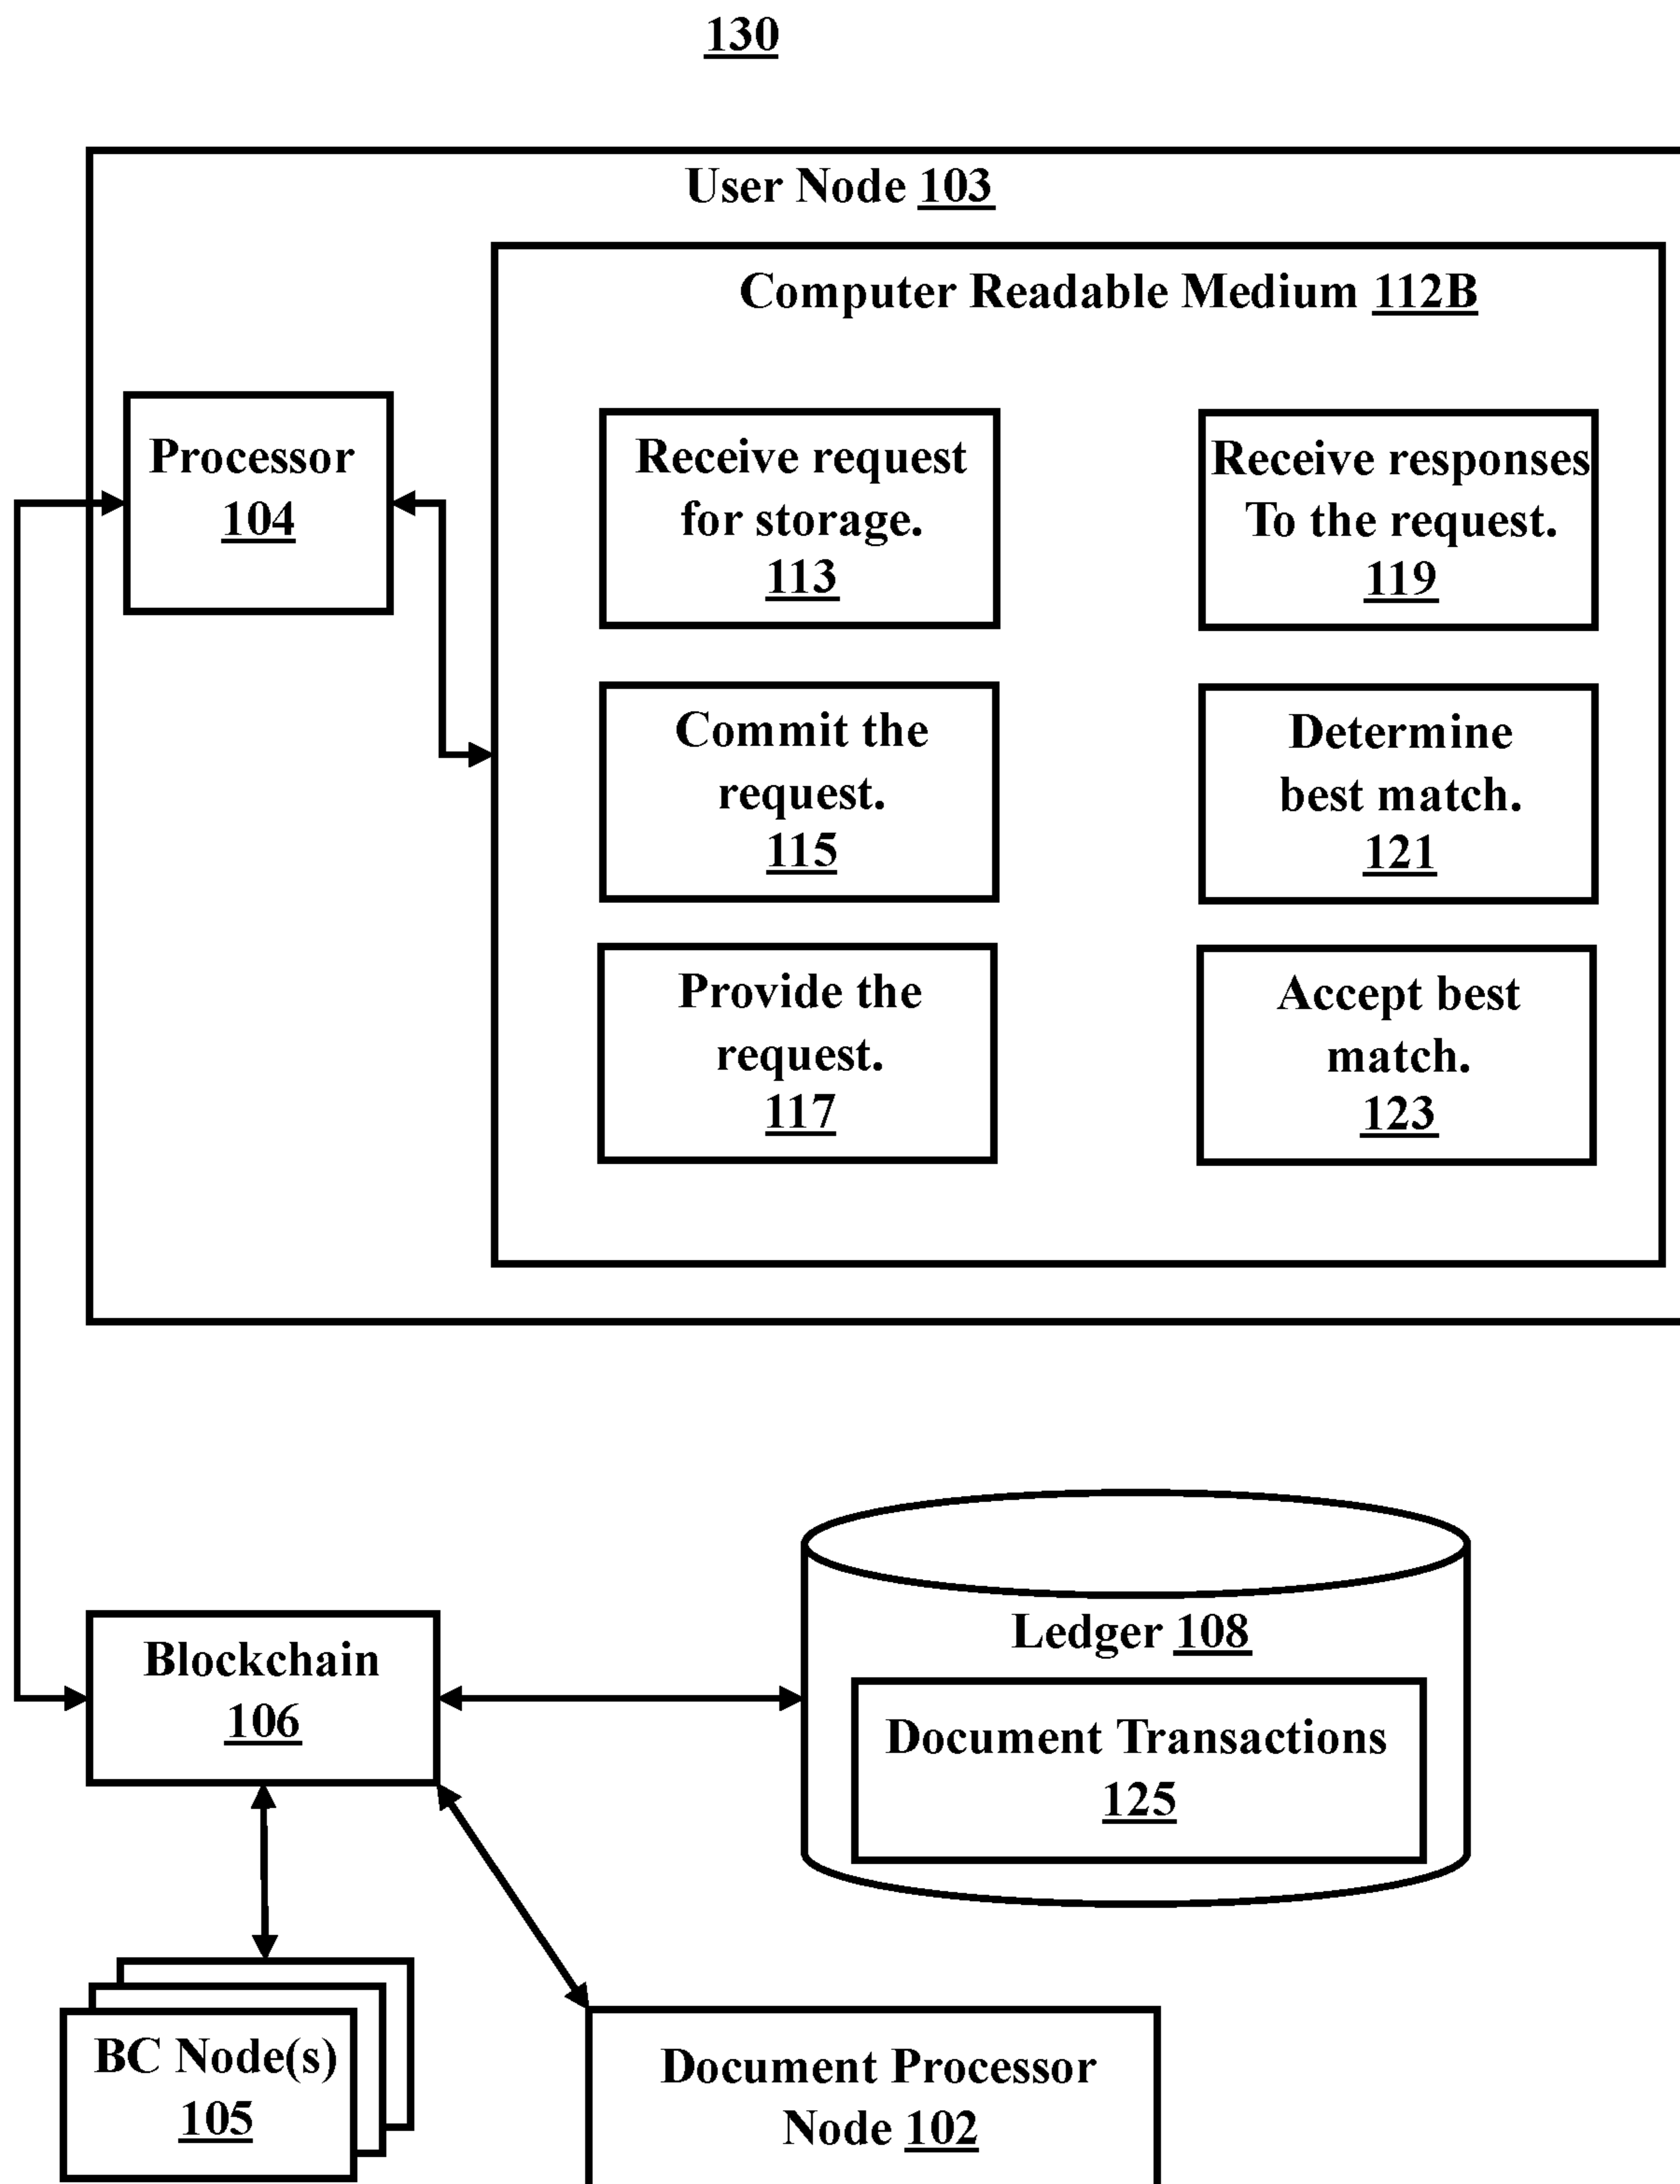 130
User Node 103
Computer Readable Medium 112B
Processor
104
Receive request
for storage.
113
Receive responses
To the request.
119
Commit the
request.
115
Determine
best match.
121
Provide the
request.
117
Accept best
match.
123
Blockchain
106
Ledger 108
Document Transactions
125
BC Node(s)
105
Document Processor
Node 102